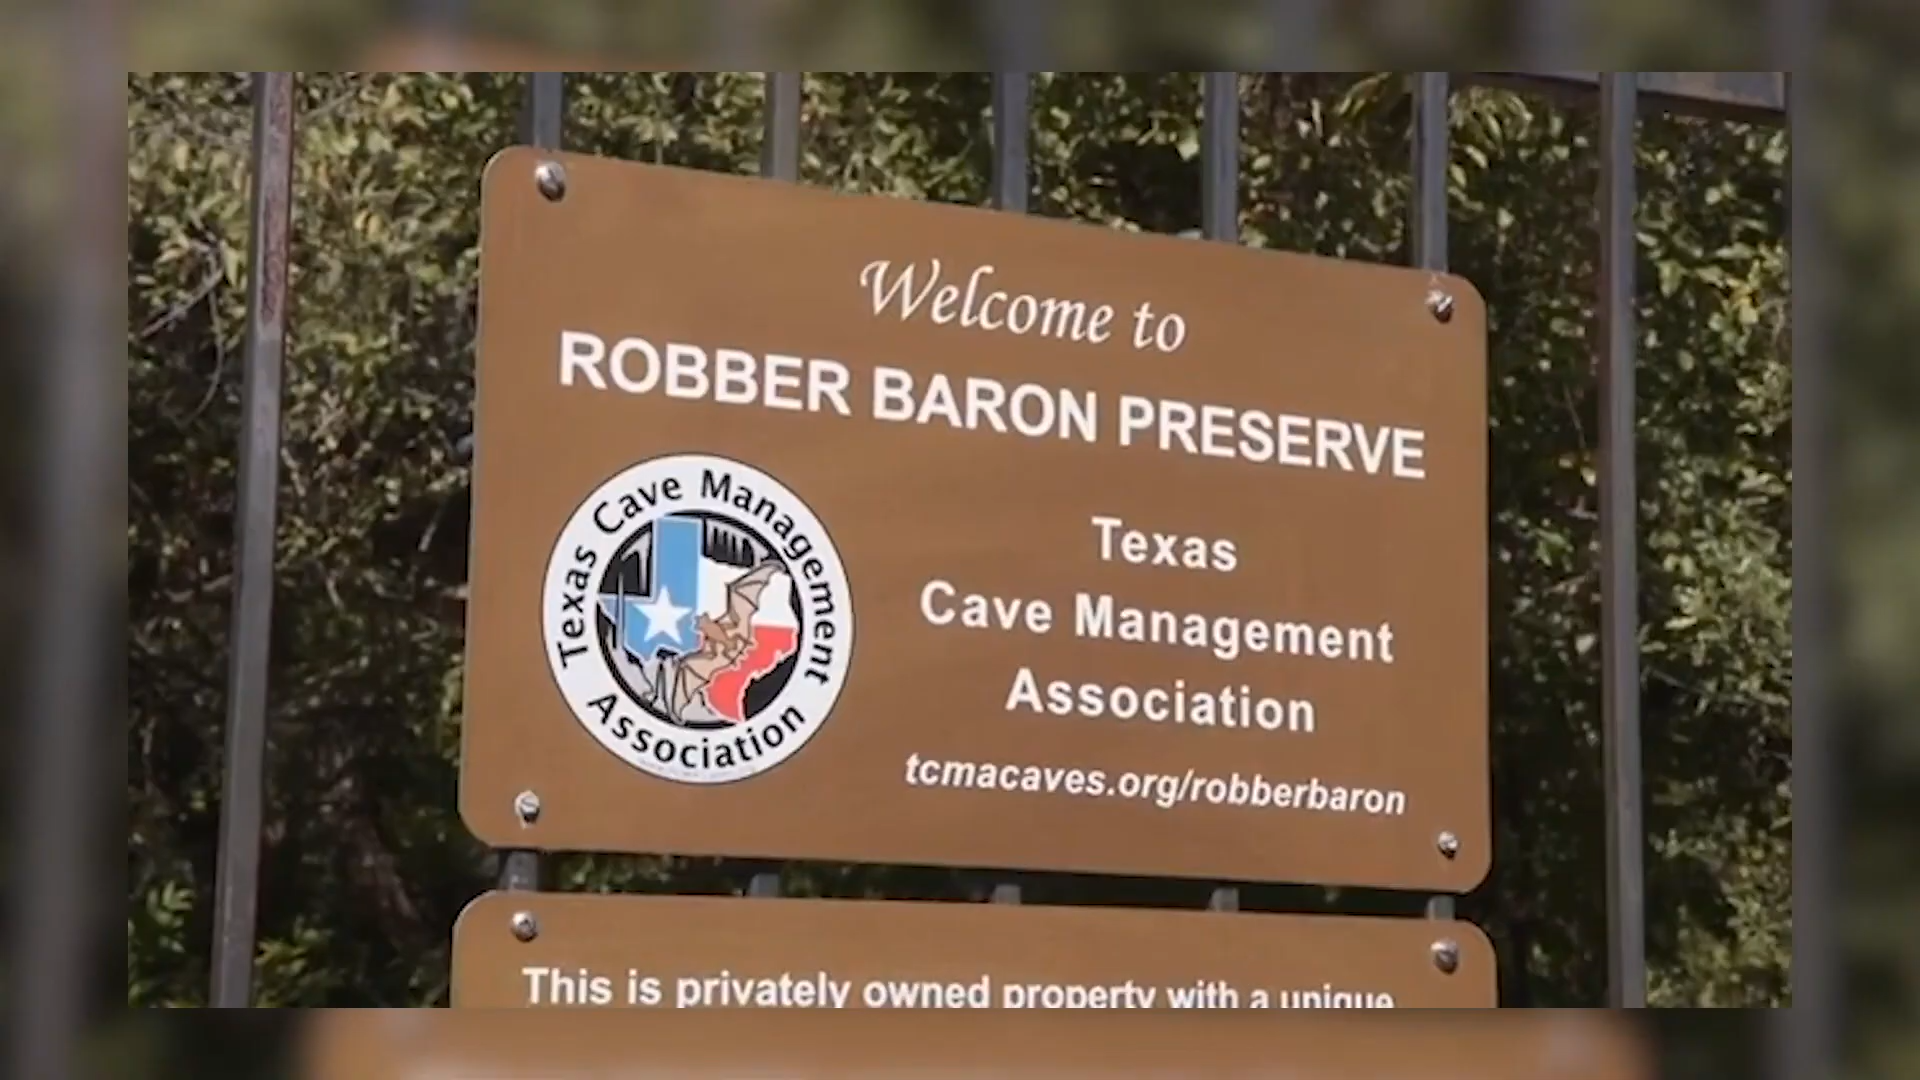 Welcome to
ROBBER BARON PRESERVE
Texas Cave Management
Association
Texas
Cave Management
Association
tcmacaves.org/robberbaron
This is privately owned property with a unique